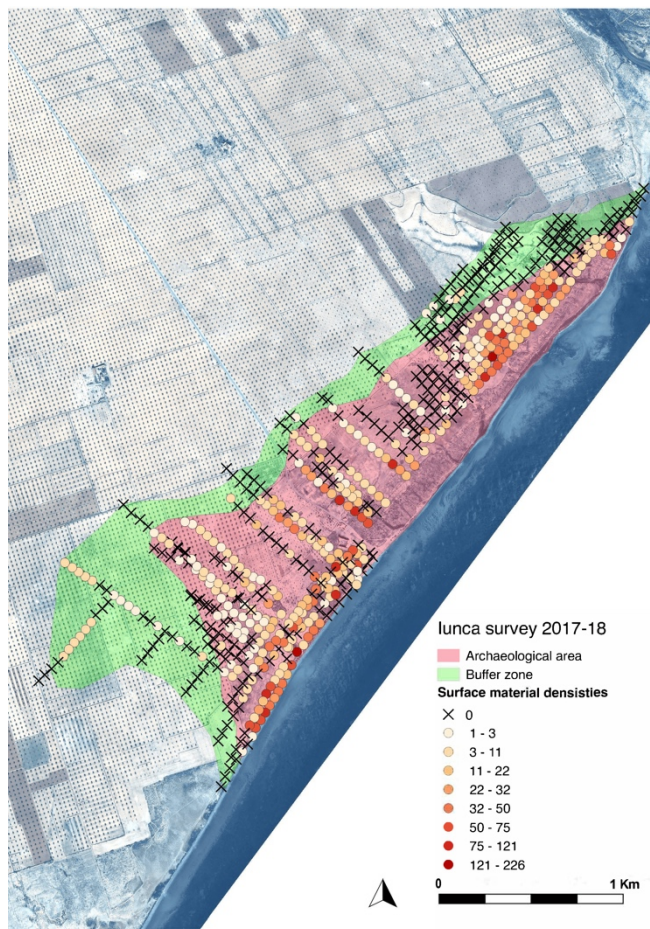 Iunca survey 2017-18
Archaeological area
Buffer zone
Surface material densisties
0
1 - 3
3 - 11
11 - 22
22 - 32
32 - 50
50 - 75
75 - 121
121 - 226
0 1 Km